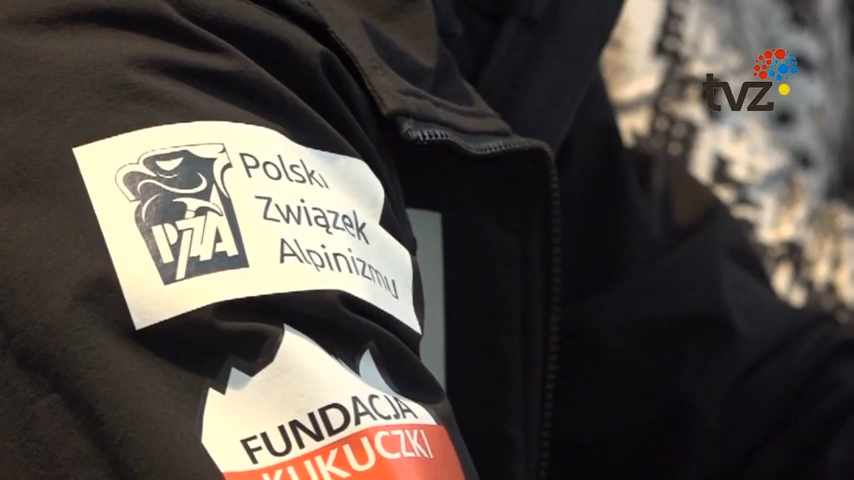 tvz
Polski
Związek
Alpinizmu
PZA
FUNDACJA
KUKUCZKI